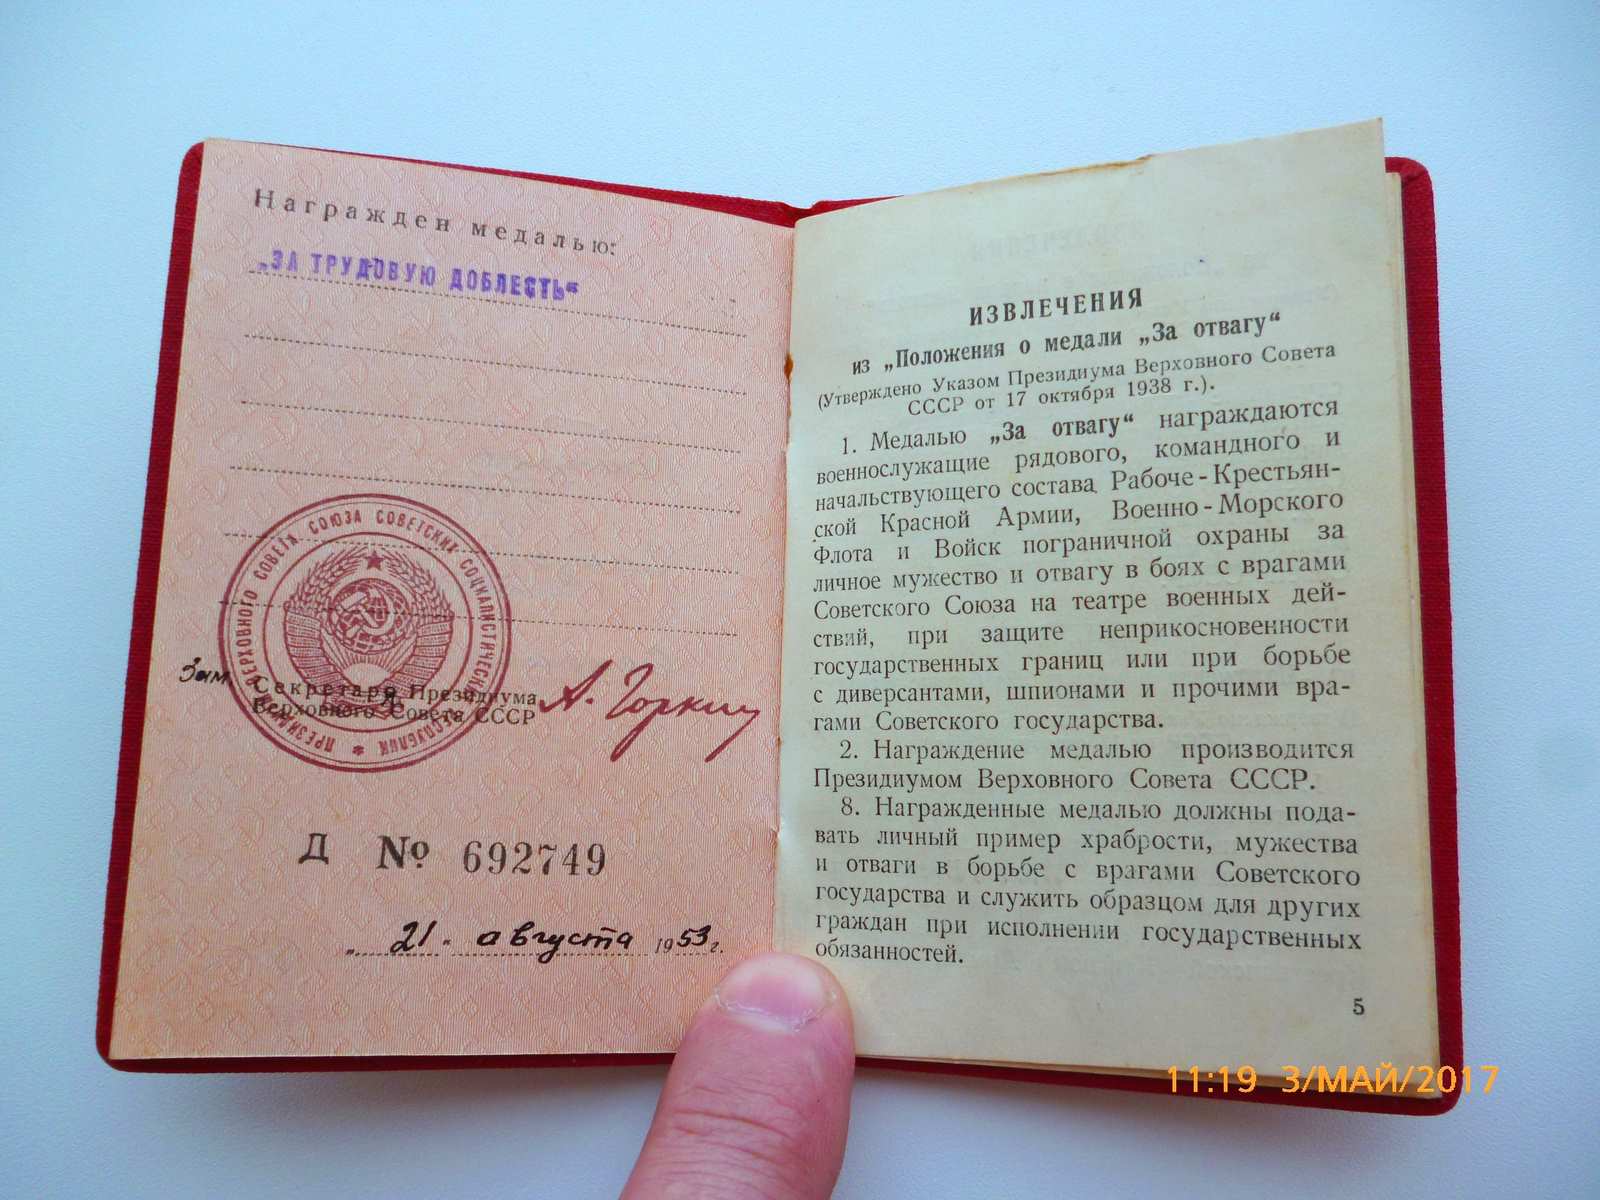 Награжден медалью:
„ЗА ТРУДОВУЮ ДОБЛЕСТЬ“
ПРЕЗИДИУМ ВЕРХОВНОГО СОВЕТА СОЮЗА СОВЕТСКИХ СОЦИАЛИСТИЧЕСКИХ РЕСПУБЛИК
Зам. Секретаря Президиума
Верховного Совета СССР
А. Горкин
Д № 692749
„ 21 . августа 1953 г.
ИЗВЛЕЧЕНИЯ
из „Положения о медали „За отвагу“
(Утверждено Указом Президиума Верховного Совета
СССР от 17 октября 1938 г.).
1. Медалью „За отвагу“ награждаются
военнослужащие рядового, командного и
начальствующего состава Рабоче-Крестьян-
ской Красной Армии, Военно-Морского
Флота и Войск пограничной охраны за
личное мужество и отвагу в боях с врагами
Советского Союза на театре военных дей-
ствий, при защите неприкосновенности
государственных границ или при борьбе
с диверсантами, шпионами и прочими вра-
гами Советского государства.
2. Награждение медалью производится
Президиумом Верховного Совета СССР.
8. Награжденные медалью должны пода-
вать личный пример храбрости, мужества
и отваги в борьбе с врагами Советского
государства и служить образцом для других
граждан при исполнении государственных
обязанностей.
5
11:19 3/МАЙ/2017